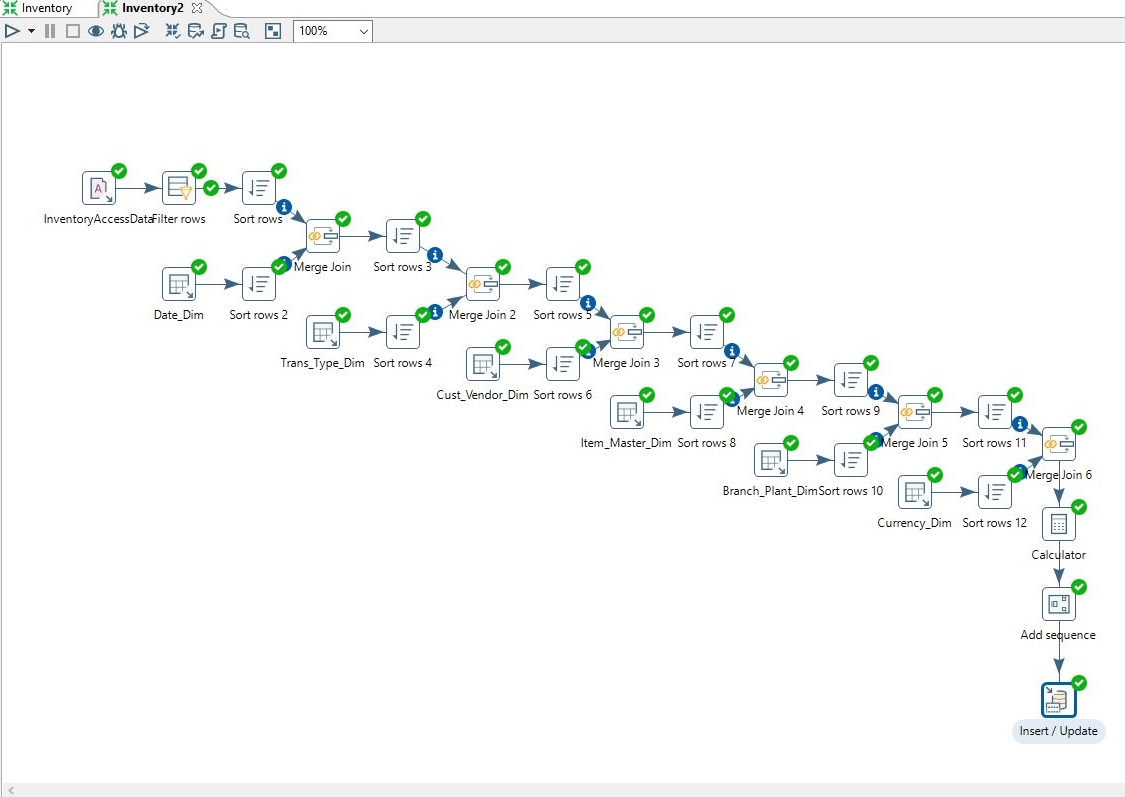 Inventory
Inventory2
100%
InventoryAccessData
Filter rows
Sort rows
Merge Join
Sort rows 3
Date_Dim
Sort rows 2
Merge Join 2
Sort rows 5
Trans_Type_Dim
Sort rows 4
Merge Join 3
Sort rows 7
Cust_Vendor_Dim
Sort rows 6
Merge Join 4
Sort rows 9
Item_Master_Dim
Sort rows 8
Merge Join 5
Sort rows 11
Branch_Plant_Dim
Sort rows 10
Merge Join 6
Currency_Dim
Sort rows 12
Calculator
Add sequence
Insert / Update